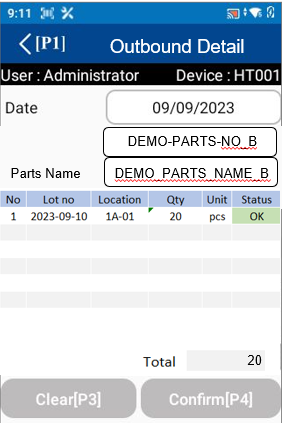 9:11
[P1] Outbound Detail
User : Administrator Device : HT001
Date 09/09/2023
DEMO-PARTS-NO_B
Parts Name DEMO_PARTS_NAME_B
No Lot no Location Qty Unit Status
1 2023-09-10 1A-01 20 pcs OK
Total 20
Clear[P3] Confirm[P4]